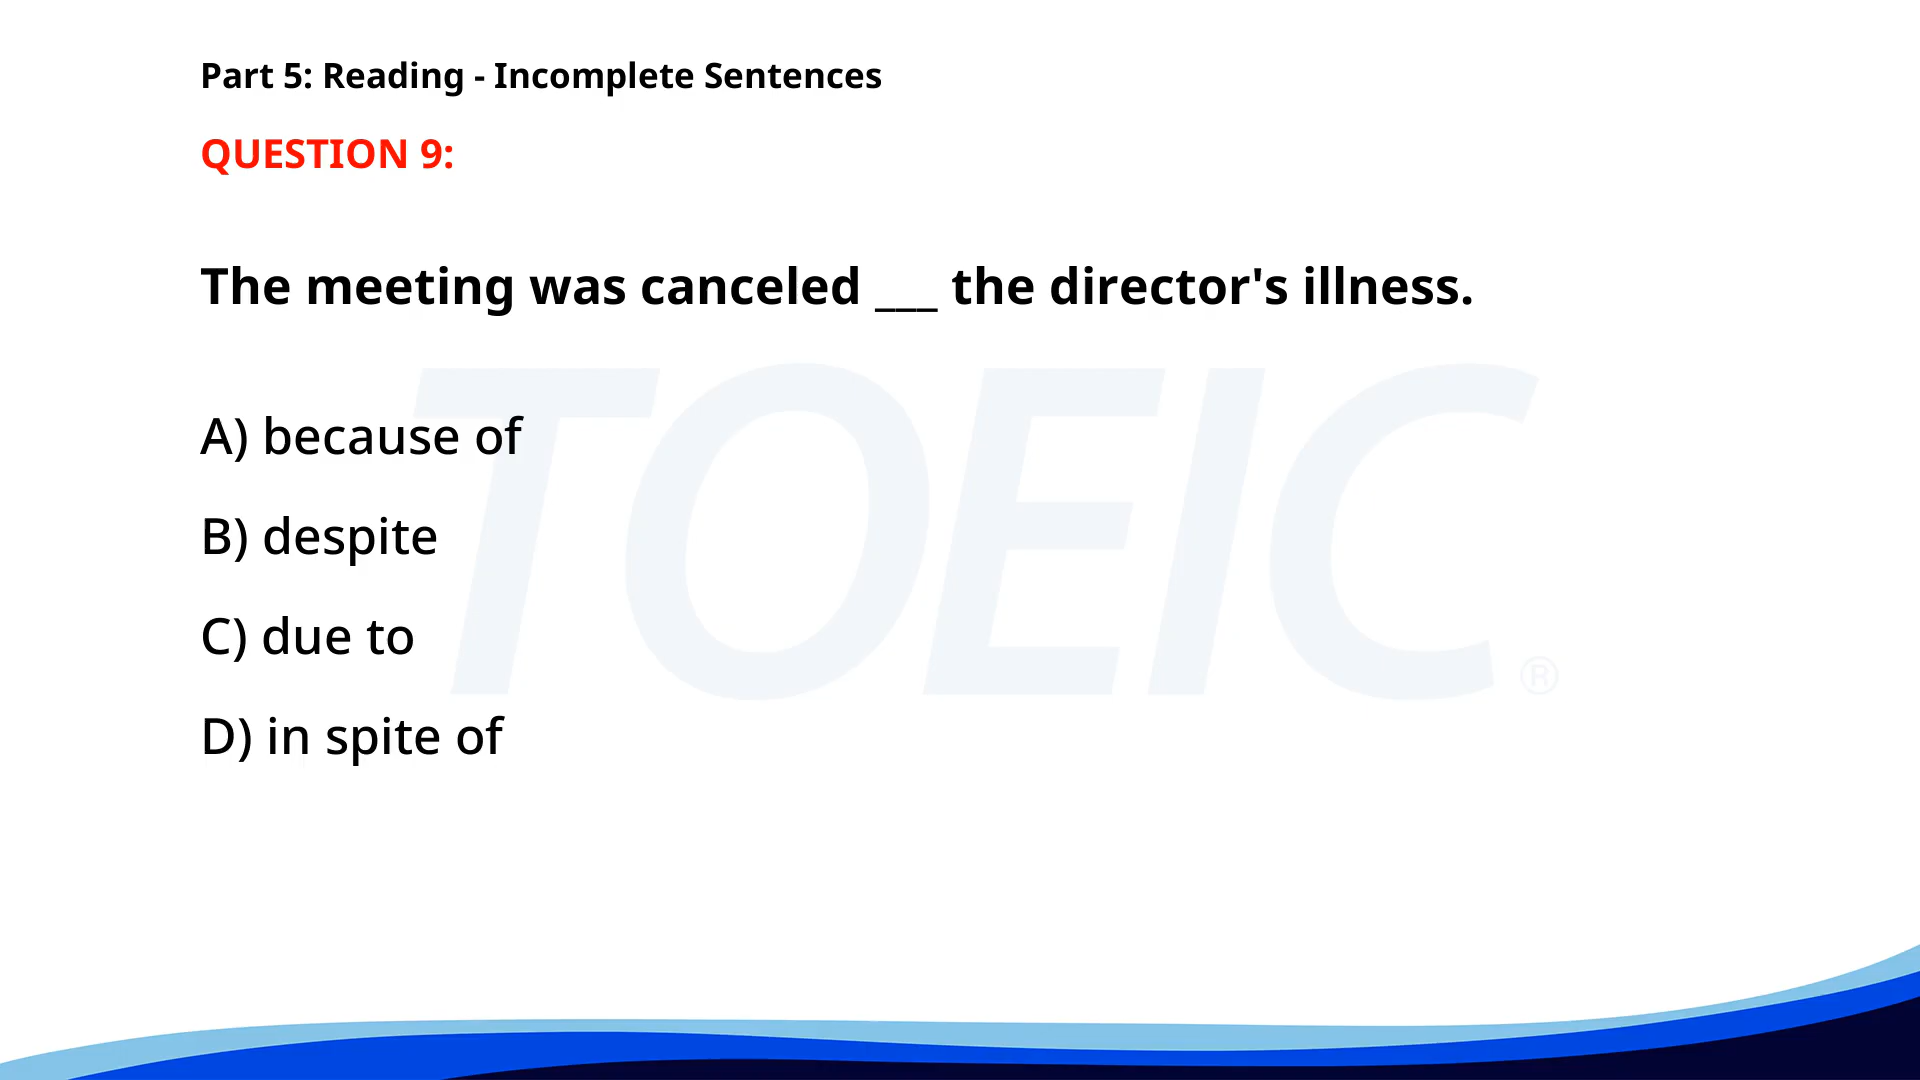 Part 5: Reading - Incomplete Sentences
QUESTION 9:
The meeting was canceled ___ the director's illness.
TOEIC®
A) because of
B) despite
C) due to
D) in spite of